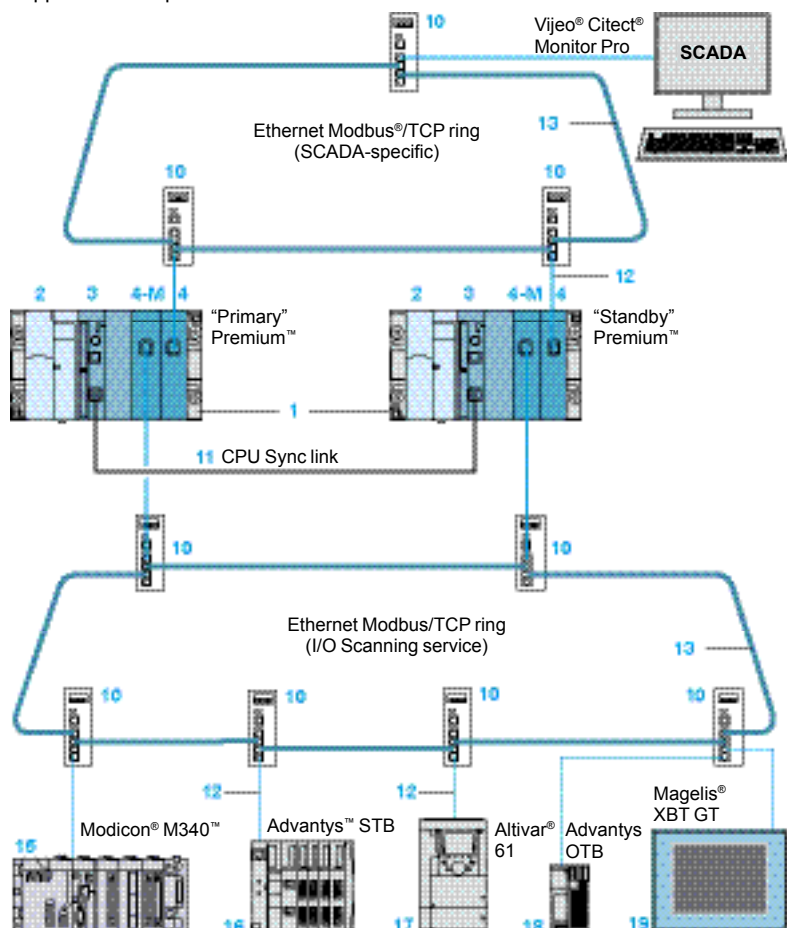 10
Vijeo® Citect®
Monitor Pro
SCADA
Ethernet Modbus®/TCP ring
(SCADA-specific)
13
10
10
12
2 3 4-M 4
"Primary"
Premium™
2 3 4-M 4
"Standby"
Premium™
1
11 CPU Sync link
10
10
Ethernet Modbus/TCP ring
(I/O Scanning service)
13
10
10
10
10
12
12
Modicon® M340™
Advantys™ STB
Altivar®
61
Advantys
OTB
Magelis®
XBT GT
15
16
17
18
19